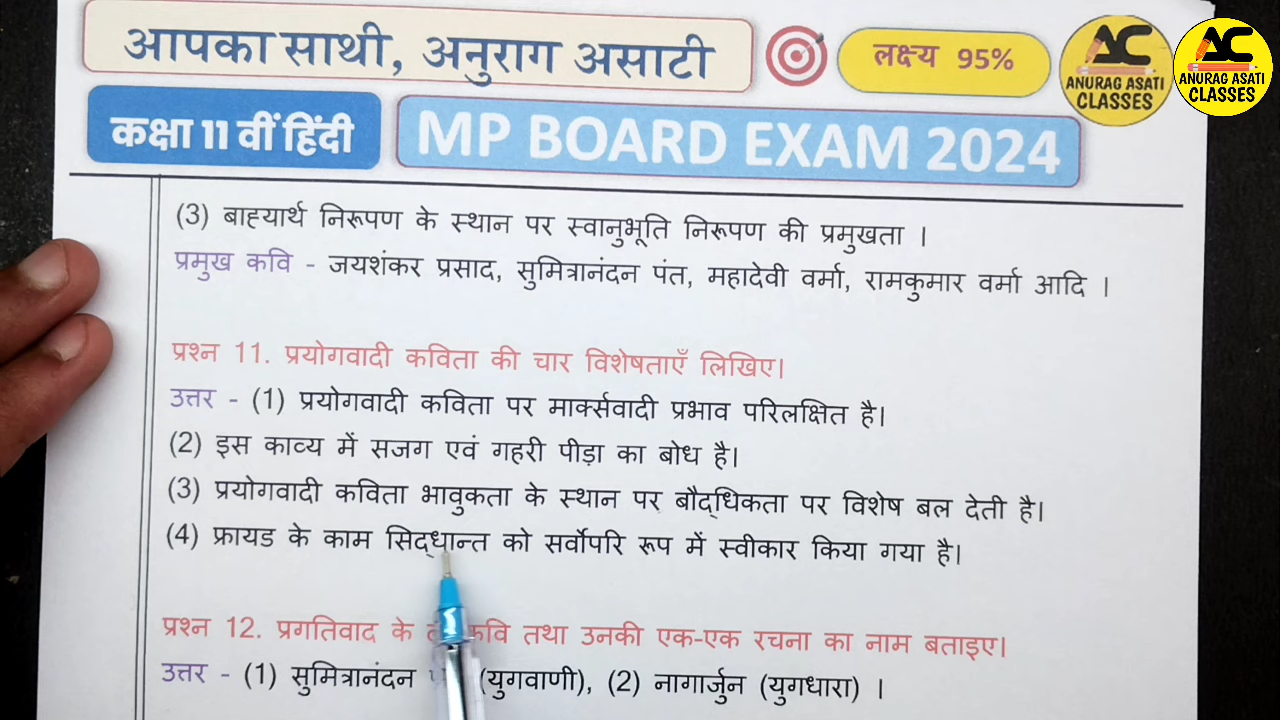 आपका साथी, अनुराग असाटी
लक्ष्य 95%
AC
ANURAG ASATI
CLASSES
AC
ANURAG ASATI
CLASSES
कक्षा 11 वीं हिंदी
MP BOARD EXAM 2024
(3) बाह्यार्थ निरूपण के स्थान पर स्वानुभूति निरूपण की प्रमुखता ।
प्रमुख कवि - जयशंकर प्रसाद, सुमित्रानंदन पंत, महादेवी वर्मा, रामकुमार वर्मा आदि ।
प्रश्न 11. प्रयोगवादी कविता की चार विशेषताएँ लिखिए।
उत्तर - (1) प्रयोगवादी कविता पर मार्क्सवादी प्रभाव परिलक्षित है।
(2) इस काव्य में सजग एवं गहरी पीड़ा का बोध है।
(3) प्रयोगवादी कविता भावुकता के स्थान पर बौद्धिकता पर विशेष बल देती है।
(4) फ्रायड के काम सिद्धान्त को सर्वोपरि रूप में स्वीकार किया गया है।
प्रश्न 12. प्रगतिवाद के कवि तथा उनकी एक-एक रचना का नाम बताइए।
उत्तर - (1) सुमित्रानंदन (युगवाणी), (2) नागार्जुन (युगधारा) ।